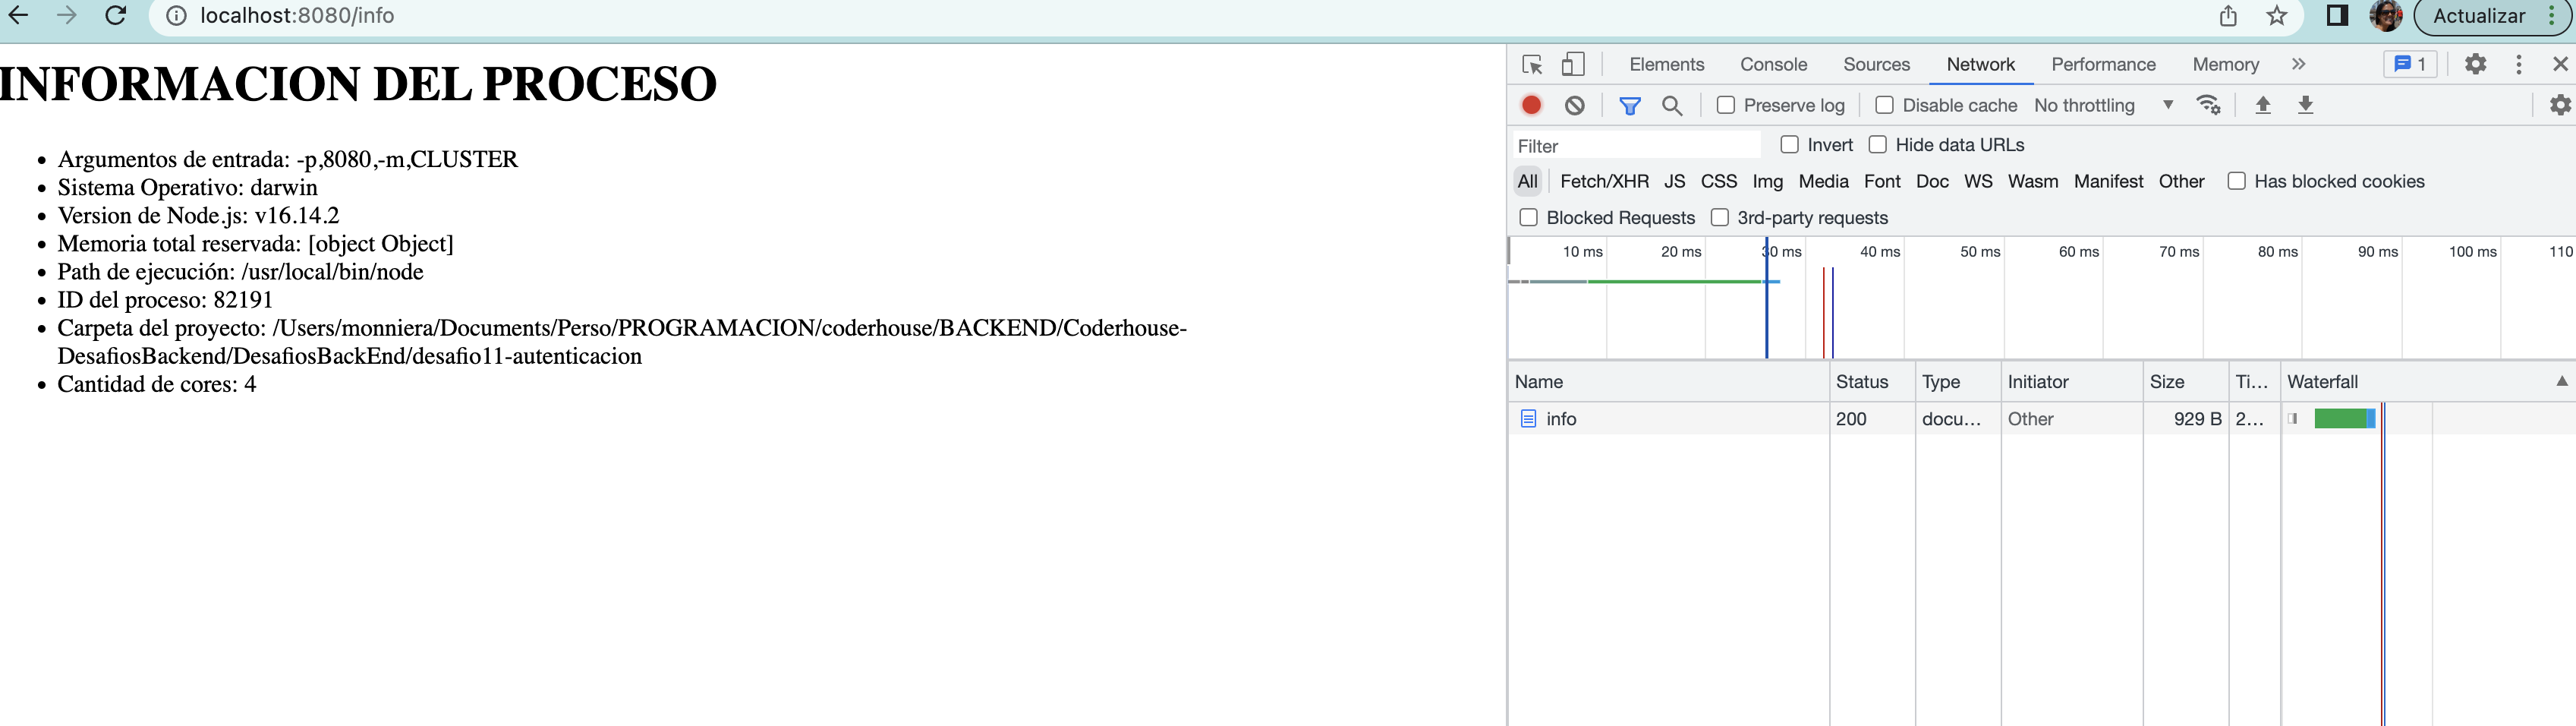 localhost:8080/info
Actualizar
INFORMACION DEL PROCESO
Argumentos de entrada: -p,8080,-m,CLUSTER
Sistema Operativo: darwin
Version de Node.js: v16.14.2
Memoria total reservada: [object Object]
Path de ejecución: /usr/local/bin/node
ID del proceso: 82191
Carpeta del proyecto: /Users/monniera/Documents/Perso/PROGRAMACION/coderhouse/BACKEND/Coderhouse-
DesafiosBackend/DesafiosBackEnd/desafio11-autenticacion
Cantidad de cores: 4
Elements Console Sources Network Performance Memory 1
Preserve log Disable cache No throttling
Filter Invert Hide data URLs
All Fetch/XHR JS CSS Img Media Font Doc WS Wasm Manifest Other Has blocked cookies
Blocked Requests 3rd-party requests
10 ms 20 ms 30 ms 40 ms 50 ms 60 ms 70 ms 80 ms 90 ms 100 ms 110
Name Status Type Initiator Size Ti... Waterfall
info 200 docu... Other 929 B 2...